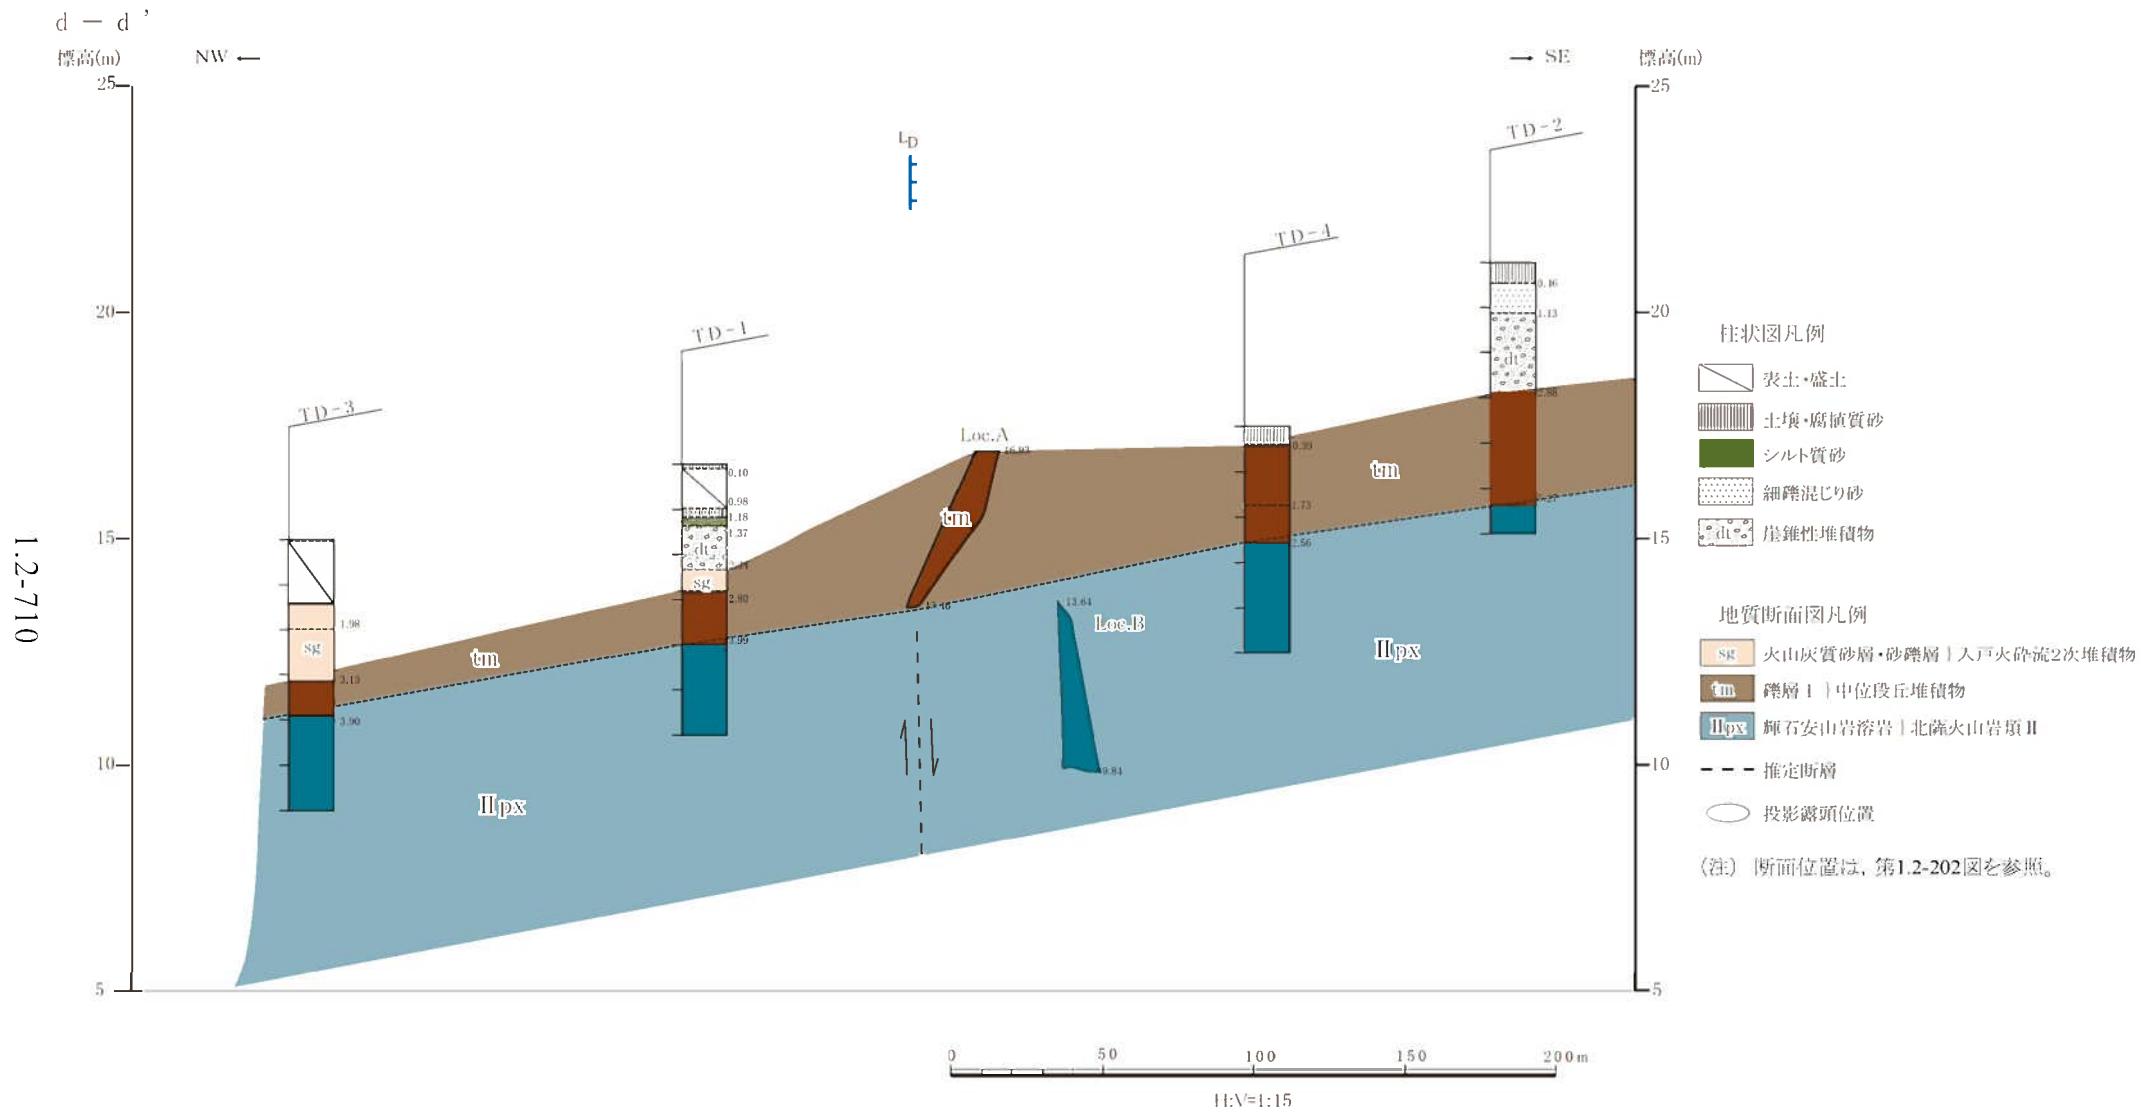 d － d ’
標高(m)
NW ←
→ SE
標高(m)
25
25
LD
TD-2
TD-4
0.46
20
1.13
20
TD-1
dt
柱状図凡例
表土・盛土
2.88
TD-3
土壌・腐植質砂
Loc.A
16.93
0.39
シルト質砂
tm
0.10
細礫混じり砂
0.98
1.73
1.18
tm
15
1.37
15
dt 崖錐性堆積物
dt
2.56
sg
2.80
13.46
13.64
地質断面図凡例
1.98
Loc.B
sg
IIpx
sg 火山灰質砂層・砂礫層 } 入戸火砕流2次堆積物
tm
3.13
tm 礫層 I } 中位段丘堆積物
3.90
IIpx 輝石安山岩溶岩 } 北薩火山岩類 II
10
9.84
10
推定断層
IIpx
投影露頭位置
(注) 断面位置は, 第1.2-202図を参照。
5
5
0 50 100 150 200m
H:V=1:15
1.2-710